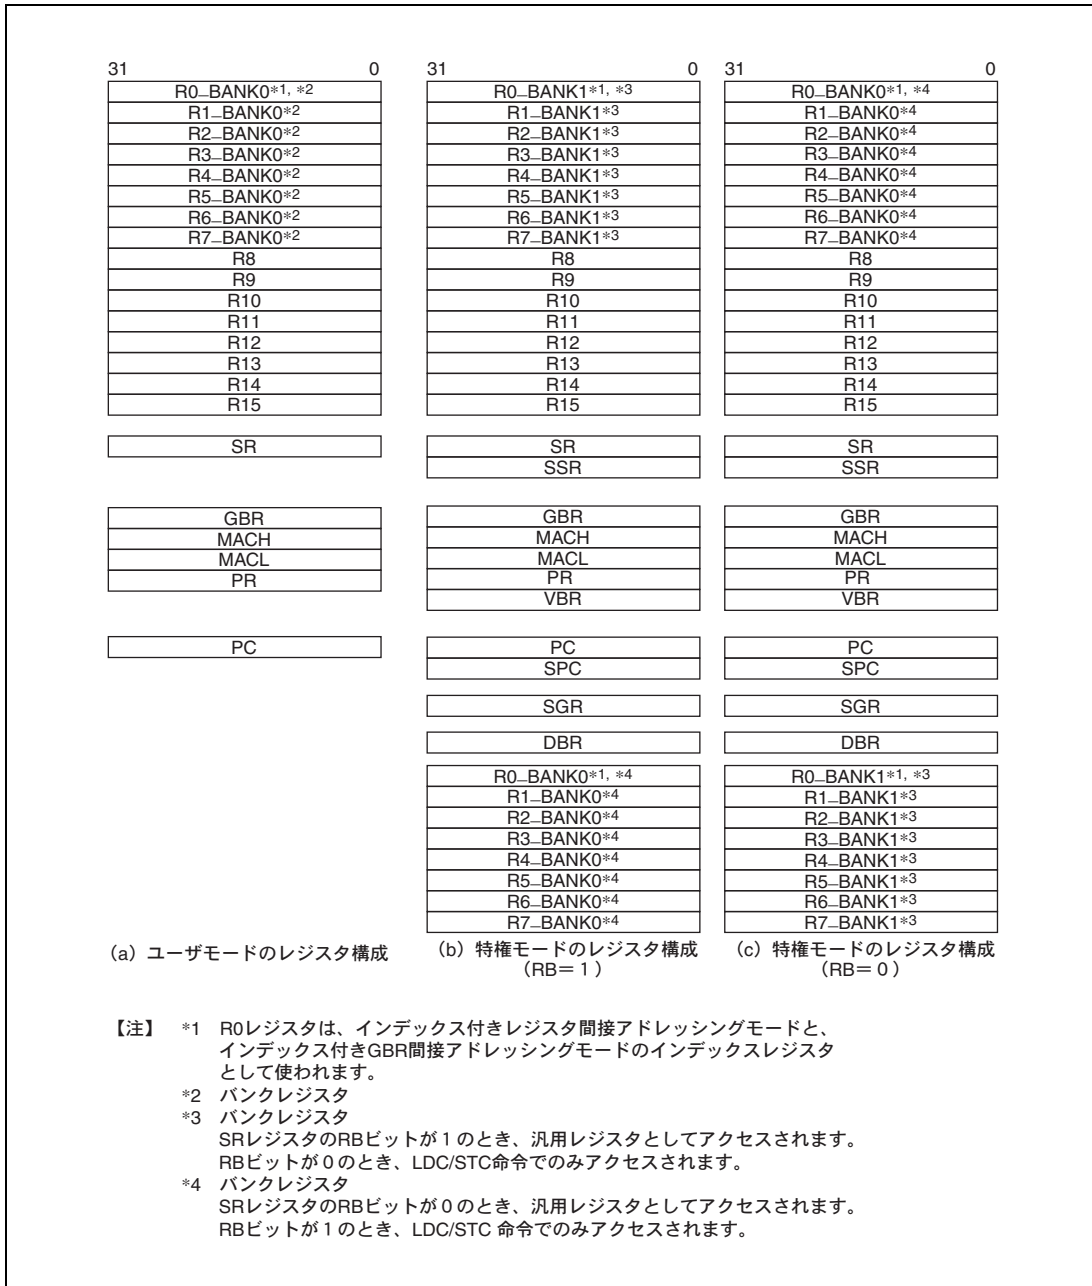 31 0
R0_BANK0*1, *2
R1_BANK0*2
R2_BANK0*2
R3_BANK0*2
R4_BANK0*2
R5_BANK0*2
R6_BANK0*2
R7_BANK0*2
R8
R9
R10
R11
R12
R13
R14
R15
SR
GBR
MACH
MACL
PR
PC
(a) ユーザモードのレジスタ構成
31 0
R0_BANK1*1, *3
R1_BANK1*3
R2_BANK1*3
R3_BANK1*3
R4_BANK1*3
R5_BANK1*3
R6_BANK1*3
R7_BANK1*3
R8
R9
R10
R11
R12
R13
R14
R15
SR
SSR
GBR
MACH
MACL
PR
VBR
PC
SPC
SGR
DBR
R0_BANK0*1, *4
R1_BANK0*4
R2_BANK0*4
R3_BANK0*4
R4_BANK0*4
R5_BANK0*4
R6_BANK0*4
R7_BANK0*4
(b) 特権モードのレジスタ構成
(RB=1)
31 0
R0_BANK0*1, *4
R1_BANK0*4
R2_BANK0*4
R3_BANK0*4
R4_BANK0*4
R5_BANK0*4
R6_BANK0*4
R7_BANK0*4
R8
R9
R10
R11
R12
R13
R14
R15
SR
SSR
GBR
MACH
MACL
PR
VBR
PC
SPC
SGR
DBR
R0_BANK1*1, *3
R1_BANK1*3
R2_BANK1*3
R3_BANK1*3
R4_BANK1*3
R5_BANK1*3
R6_BANK1*3
R7_BANK1*3
(c) 特権モードのレジスタ構成
(RB=0)
【注】 *1 R0レジスタは、インデックス付きレジスタ間接アドレッシングモードと、
インデックス付きGBR間接アドレッシングモードのインデックスレジスタ
として使われます。
*2 バンクレジスタ
*3 バンクレジスタ
SRレジスタのRBビットが1のとき、汎用レジスタとしてアクセスされます。
RBビットが0のとき、LDC/STC命令でのみアクセスされます。
*4 バンクレジスタ
SRレジスタのRBビットが0のとき、汎用レジスタとしてアクセスされます。
RBビットが1のとき、LDC/STC 命令でのみアクセスされます。